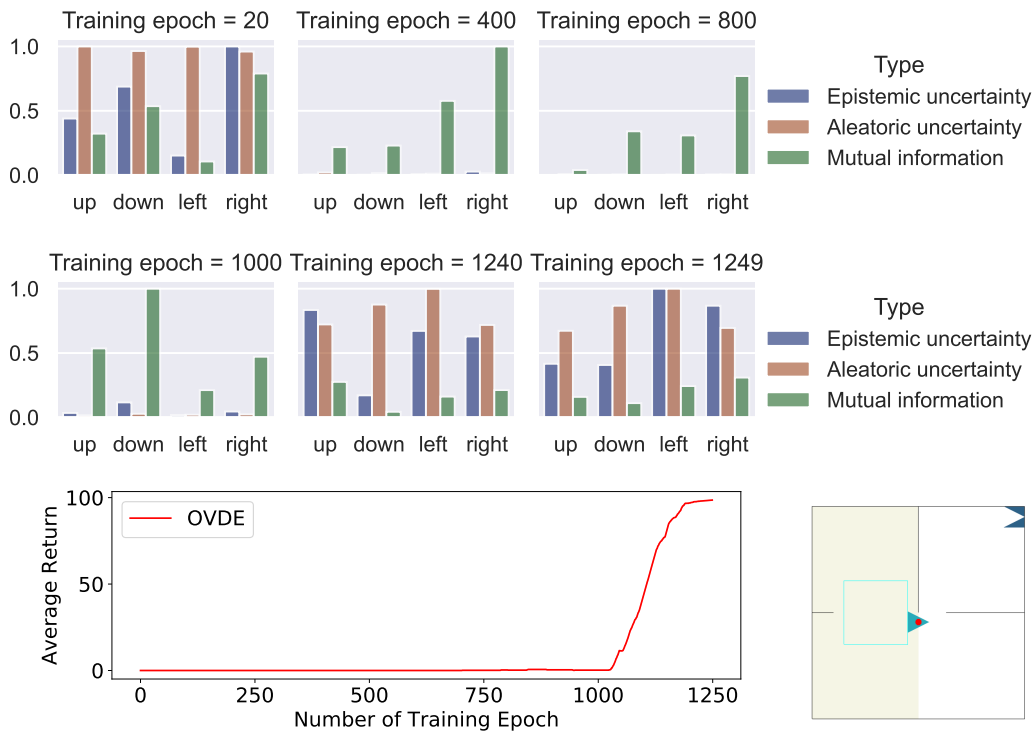 Training epoch = 20 Training epoch = 400 Training epoch = 800
1.0
0.5
0.0
up down left right up down left right up down left right
Type
Epistemic uncertainty
Aleatoric uncertainty
Mutual information
Training epoch = 1000 Training epoch = 1240 Training epoch = 1249
1.0
0.5
0.0
up down left right up down left right up down left right
Type
Epistemic uncertainty
Aleatoric uncertainty
Mutual information
Average Return
100
50
0
OVDE
0 250 500 750 1000 1250
Number of Training Epoch